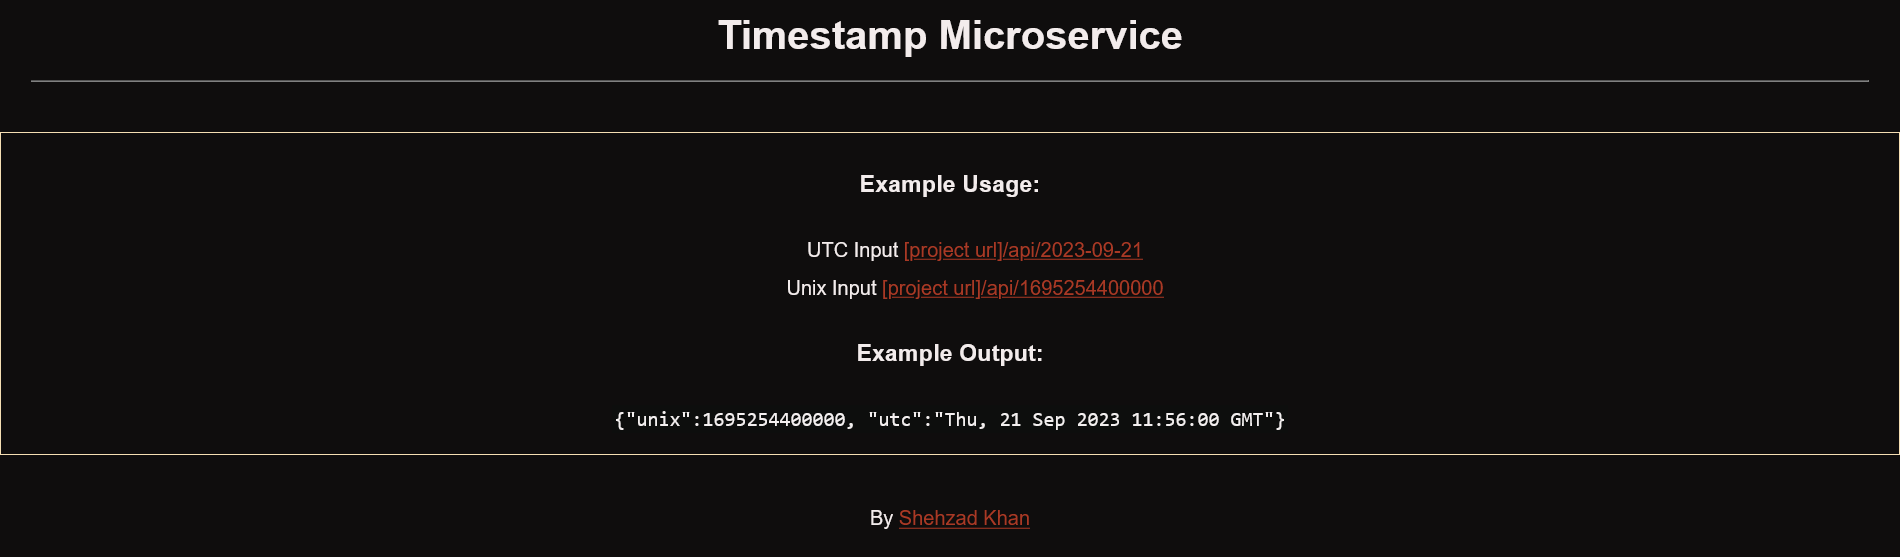 Timestamp Microservice
Example Usage:
UTC Input [project url]/api/2023-09-21
Unix Input [project url]/api/1695254400000
Example Output:
{"unix":1695254400000, "utc":"Thu, 21 Sep 2023 11:56:00 GMT"}
By Shehzad Khan